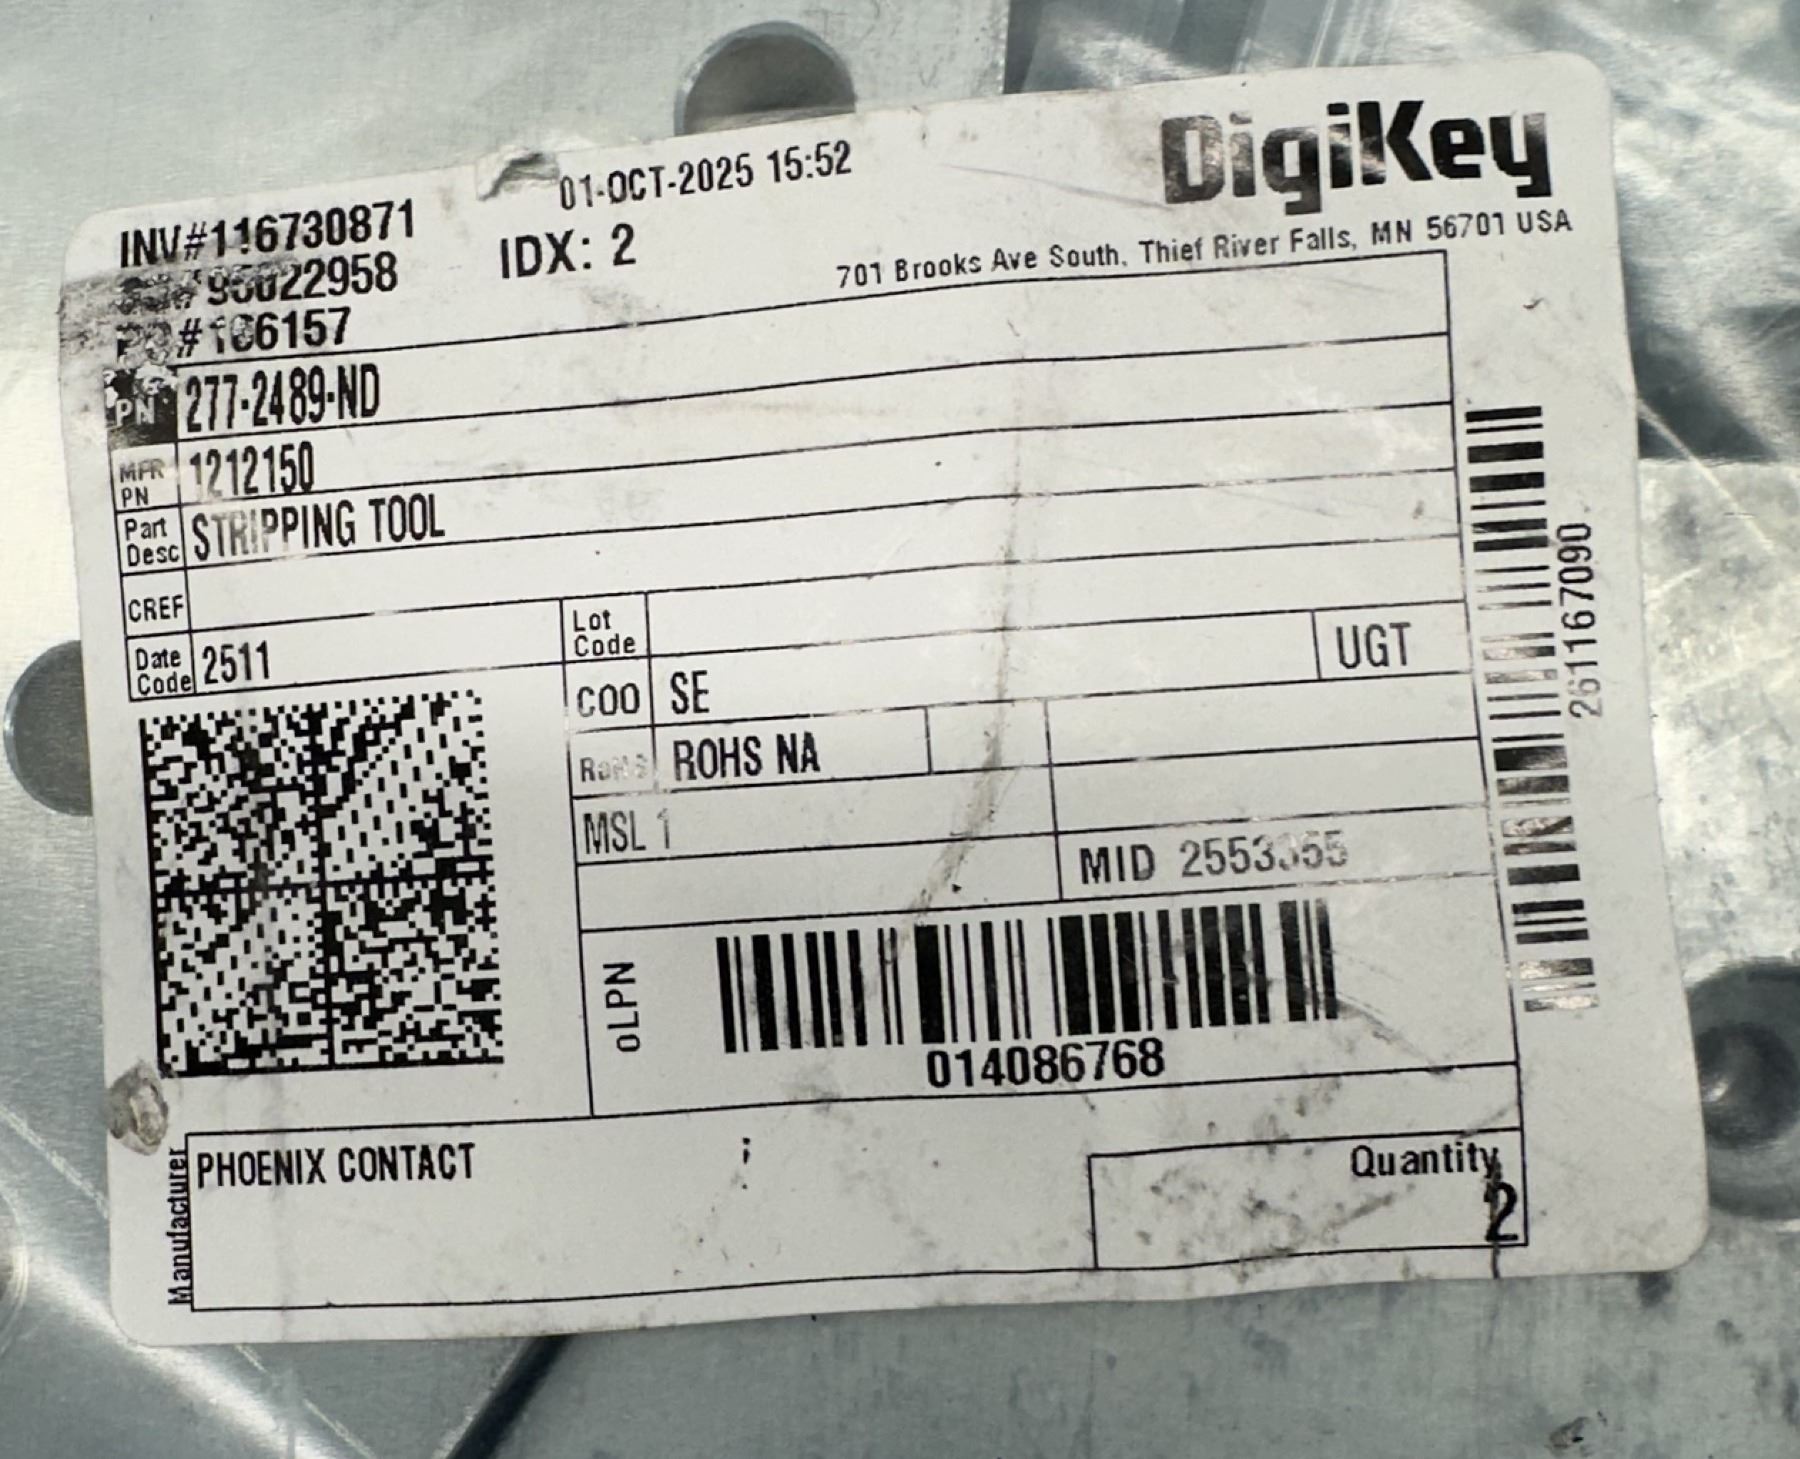 DigiKey
01-OCT-2025 15:52
701 Brooks Ave South, Thief River Falls, MN 56701 USA
INV#116730871
IDX: 2
PN 277-2489-ND
MFR PN 1212150
Part Desc STRIPPING TOOL
CREF
Date Code 2511
Lot Code
UGT
COO SE
RoHS ROHS NA
MSL 1
MID
oLPN
014086768
2611167090
Manufacturer PHOENIX CONTACT
Quantity
2